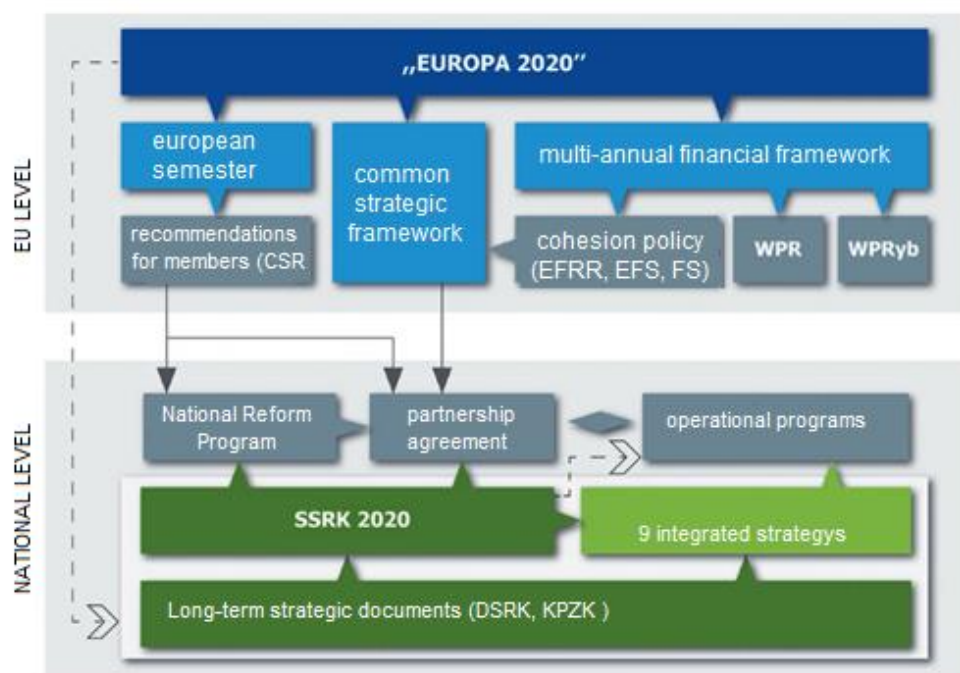 „EUROPA 2020”
european
semester
common
strategic
framework
multi-annual financial framework
recommendations
for members (CSR
cohesion policy
(EFRR, EFS, FS)
WPR
WPRyb
EU LEVEL
National Reform
Program
partnership
agreement
operational programs
SSRK 2020
9 integrated strategys
Long-term strategic documents (DSRK, KPZK )
NATIONAL LEVEL